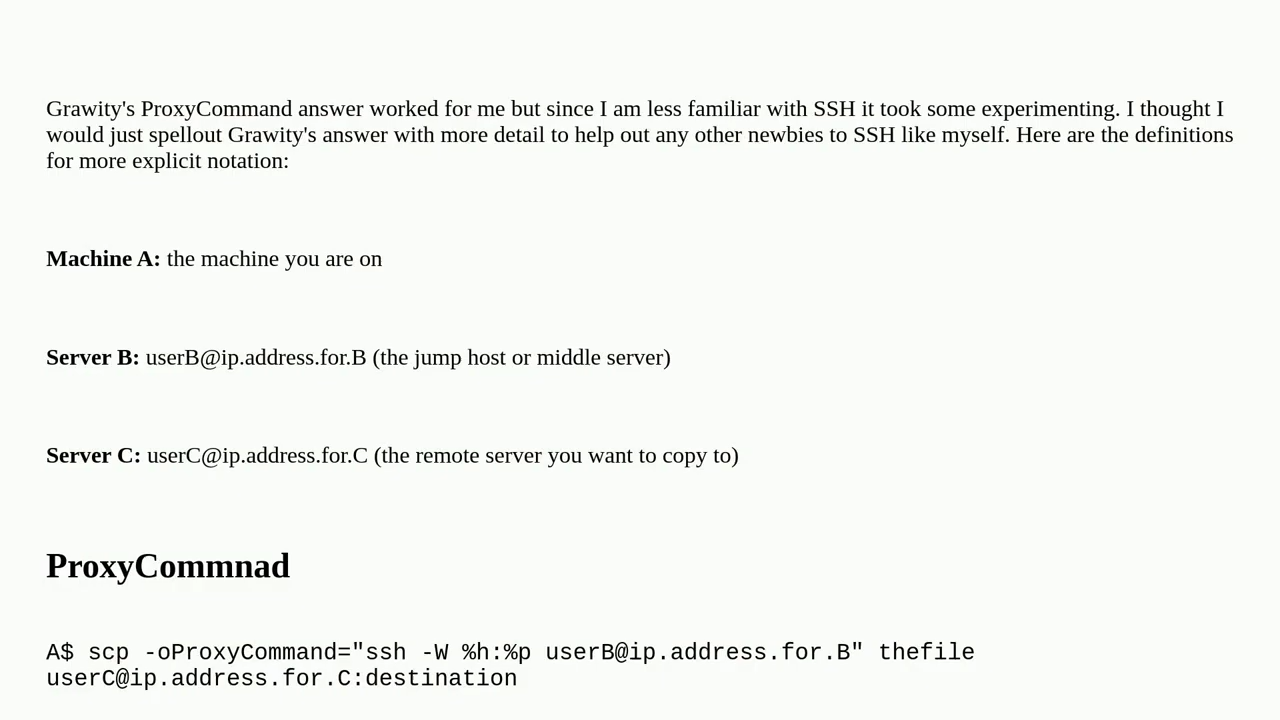 Grawity's ProxyCommand answer worked for me but since I am less familiar with SSH it took some experimenting. I thought I
would just spellout Grawity's answer with more detail to help out any other newbies to SSH like myself. Here are the definitions
for more explicit notation:
Machine A: the machine you are on
Server B: userB@ip.address.for.B (the jump host or middle server)
Server C: userC@ip.address.for.C (the remote server you want to copy to)
ProxyCommnad
A$ scp -oProxyCommand="ssh -W %h:%p userB@ip.address.for.B" thefile
userC@ip.address.for.C:destination